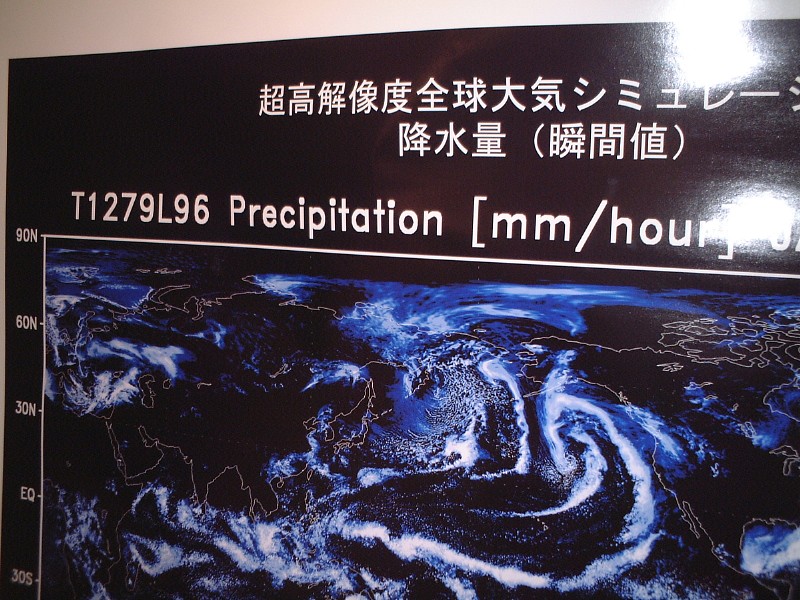 超高解像度全球大気シミュレーシ
降水量（瞬間値）
T1279L96 Precipitation [mm/hour]
90N
60N
30N
EQ
30S